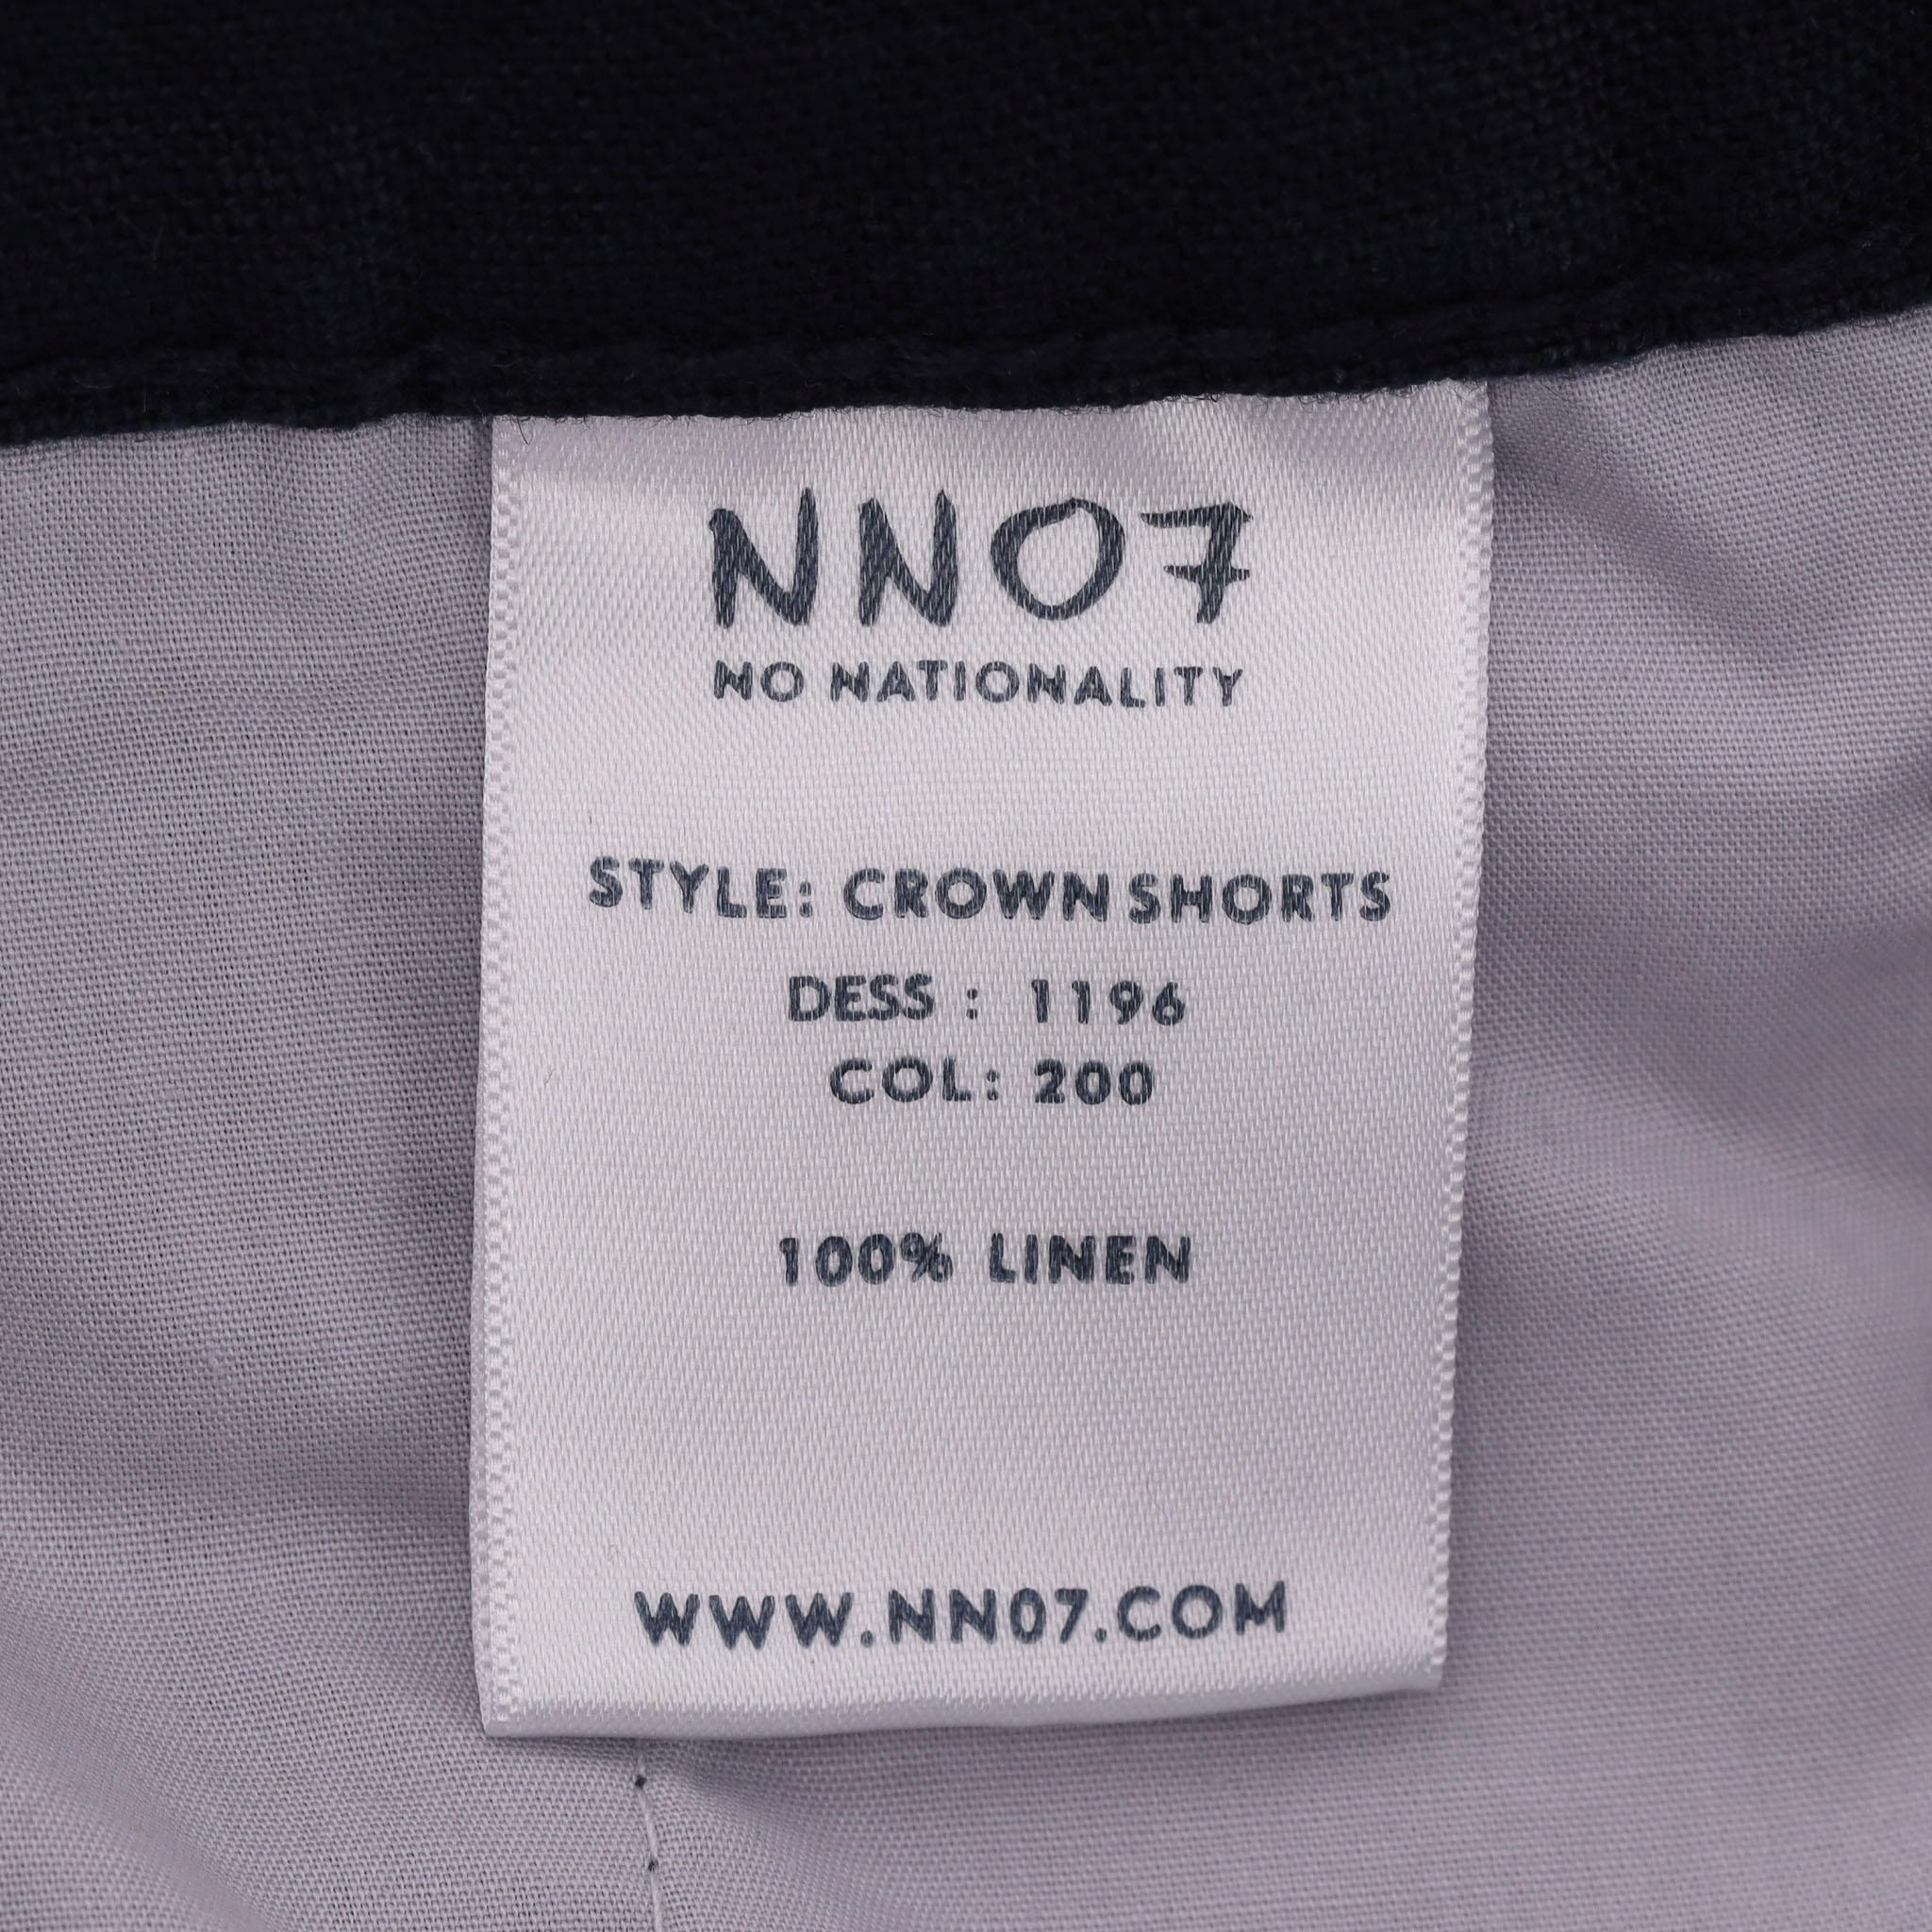 NN07
NO NATIONALITY
STYLE: CROWN SHORTS
DESS : 1196
COL: 200
100% LINEN
WWW.NN07.COM